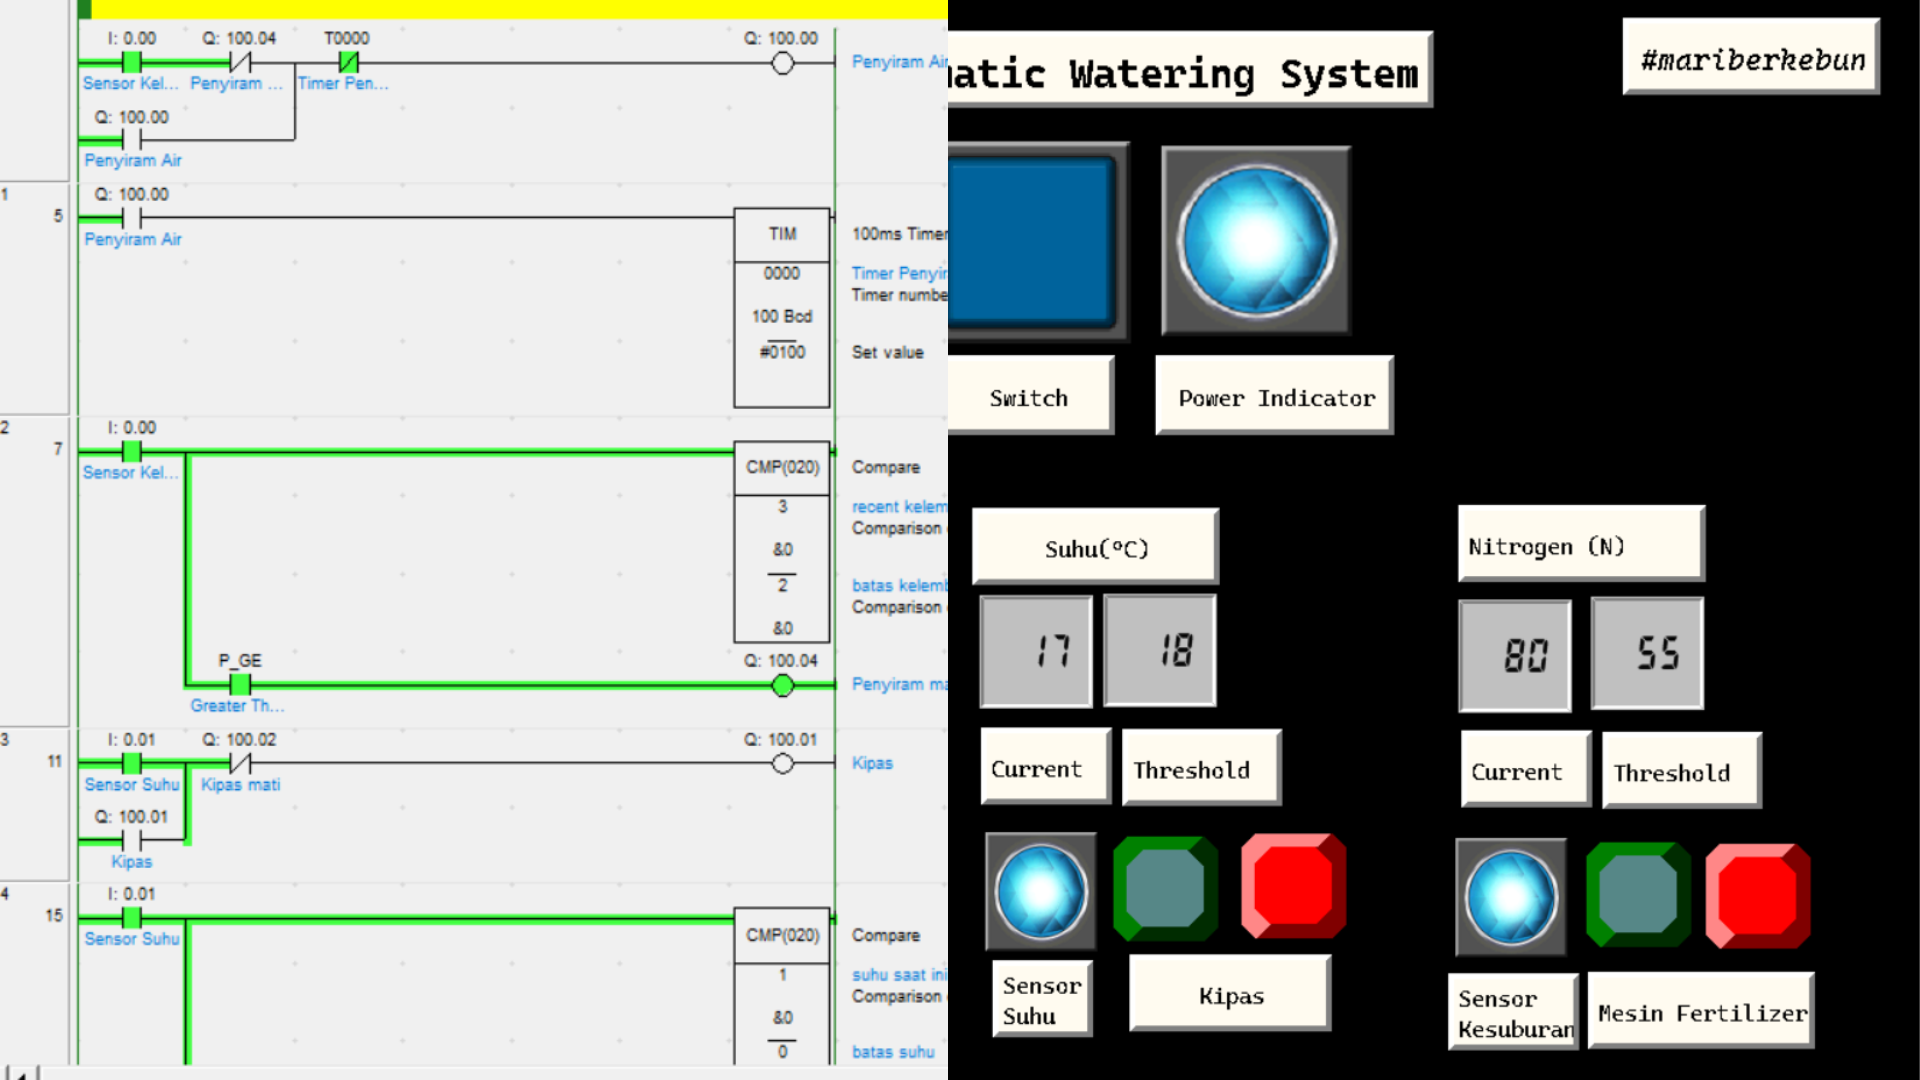 I: 0.00
Q: 100.04
T0000
Q: 100.00
Sensor Kel...
Penyiram ...
Timer Pen...
Penyiram Air
Q: 100.00
Penyiram Air
1
5
Q: 100.00
Penyiram Air
TIM
100ms Timer
0000
Timer Penyir
Timer numbe
100 Bcd
#0100
Set value
2
7
I: 0.00
Sensor Kel...
CMP(020)
Compare
3
recent kelem
Comparison
&0
2
batas kelemb
Comparison
&0
P_GE
Q: 100.04
Greater Th...
Penyiram ma
3
11
I: 0.01
Q: 100.02
Q: 100.01
Sensor Suhu
Kipas mati
Kipas
Q: 100.01
Kipas
4
15
I: 0.01
Sensor Suhu
CMP(020)
Compare
1
suhu saat ini
Comparison
&0
0
batas suhu
atic Watering System
#mariberkebun
Switch
Power Indicator
Suhu(ºC)
Nitrogen (N)
17
18
80
55
Current
Threshold
Current
Threshold
Sensor
Suhu
Kipas
Sensor
Kesuburan
Mesin Fertilizer